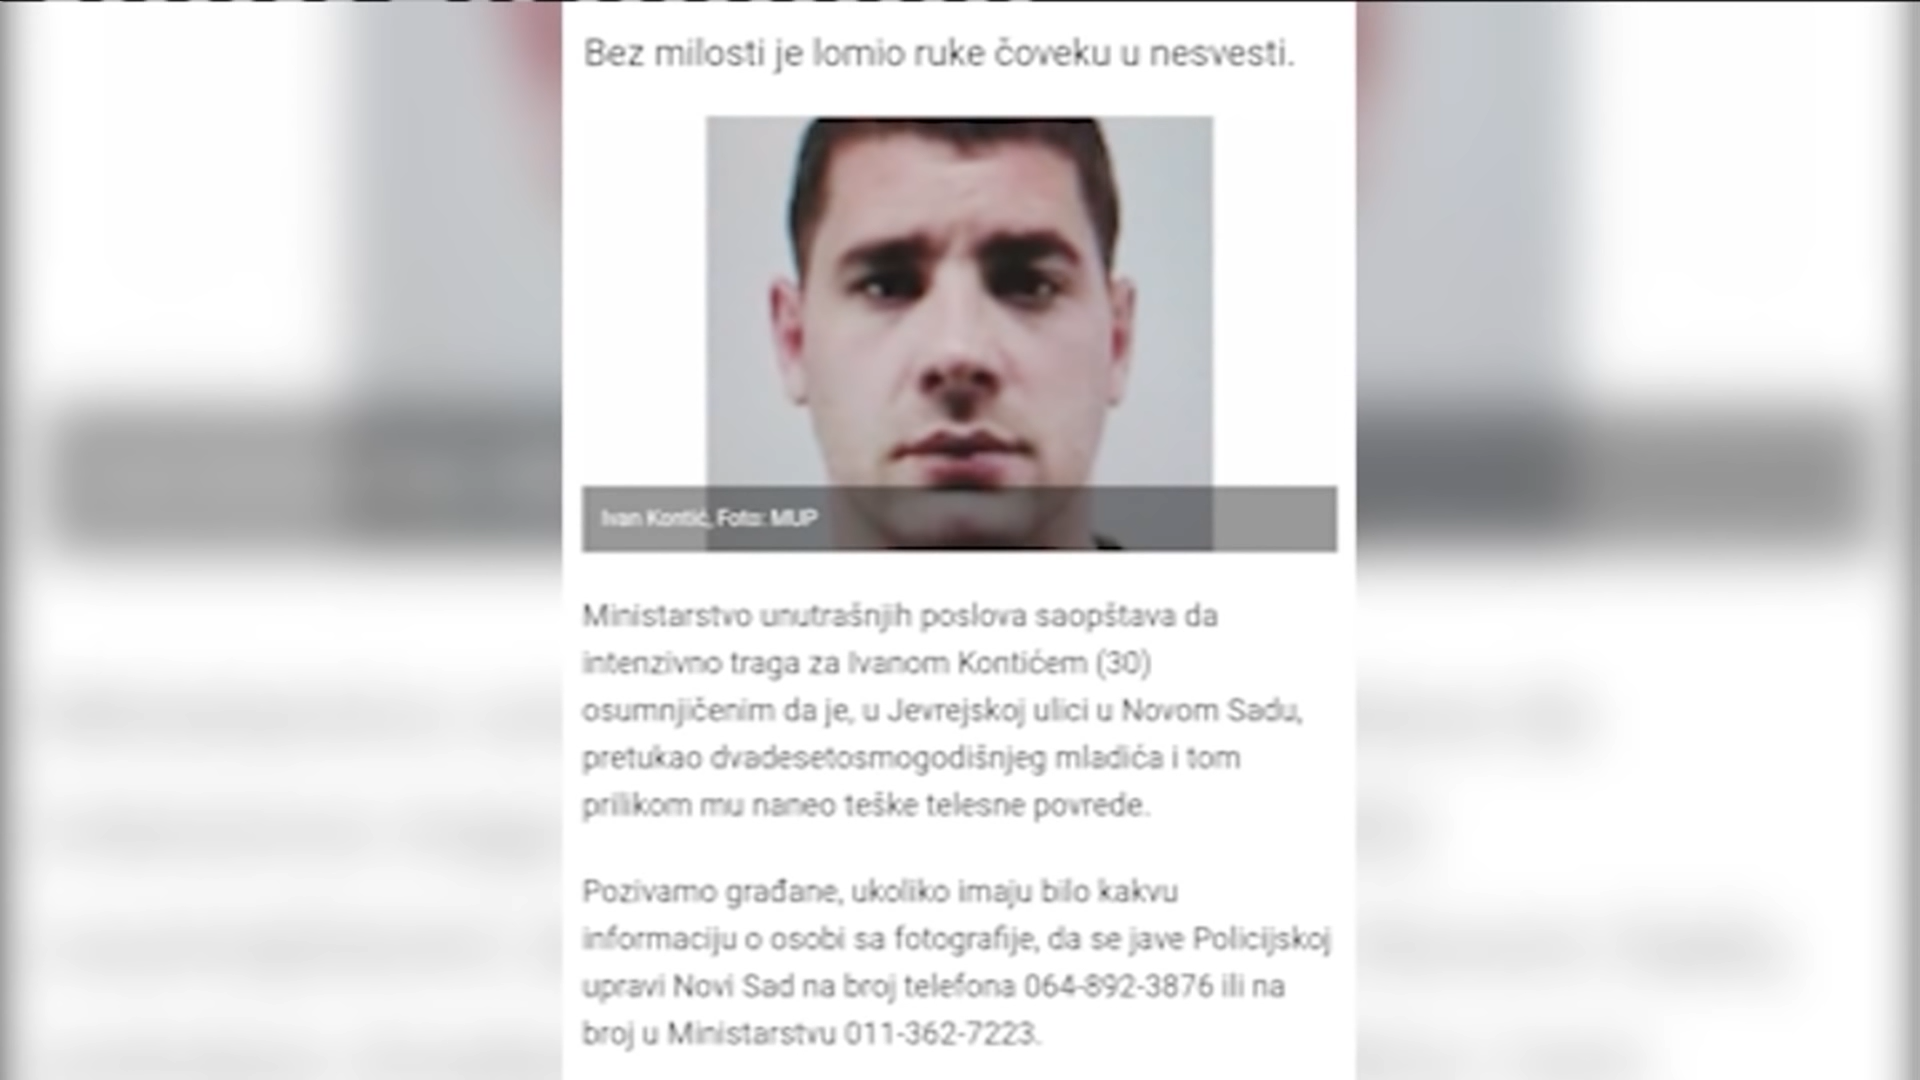 Bez milosti je lomio ruke čoveku u nesvesti.
Ivan Kontić, Foto: MUP
Ministarstvo unutrašnjih poslova saopštava da
intenzivno traga za Ivanom Kontićem (30)
osumnjičenim da je, u Jevrejskoj ulici u Novom Sadu,
pretukao dvadesetosmogodišnjeg mladića i tom
prilikom mu naneo teške telesne povrede.
Pozivamo građane, ukoliko imaju bilo kakvu
informaciju o osobi sa fotografije, da se jave Policijskoj
upravi Novi Sad na broj telefona 064-892-3876 ili na
broj u Ministarstvu 011-362-7223.